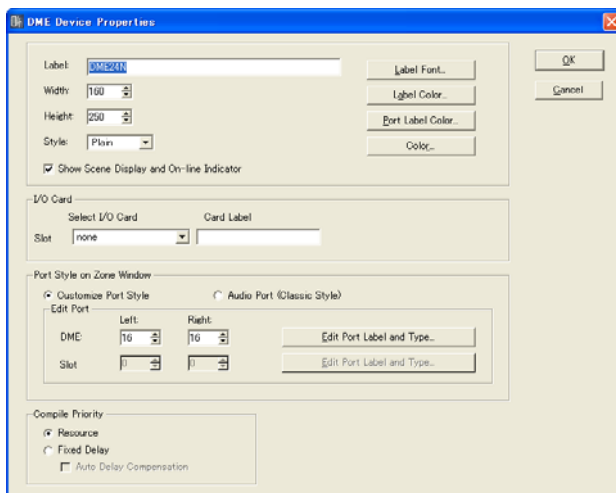 DME Device Properties
Label: DME24N
Label Font...
OK
Width: 160
Label Color...
Cancel
Height: 250
Port Label Color...
Style: Plain
Color...
Show Scene Display and On-line Indicator
I/O Card
Select I/O Card Card Label
Slot none
Port Style on Zone Window
Customize Port Style Audio Port (Classic Style)
Edit Port
Left: Right:
DME: 16 16 Edit Port Label and Type...
Slot 0 0 Edit Port Label and Type...
Compile Priority
Resource
Fixed Delay
Auto Delay Compensation